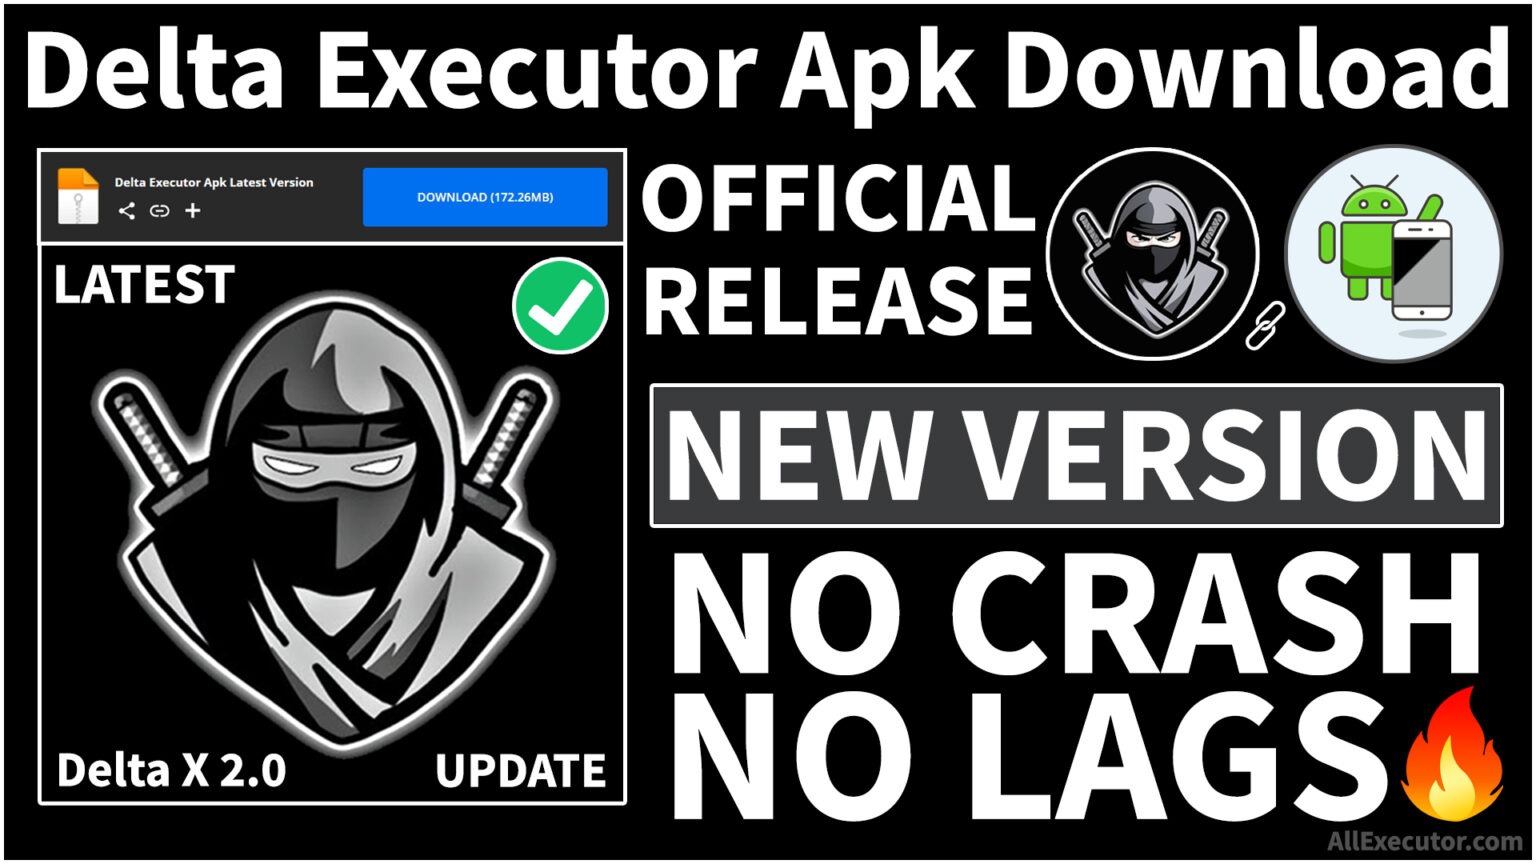 Delta Executor Apk Download
Delta Executor Apk Latest Version
DOWNLOAD (172.26MB)
LATEST
Delta X 2.0
UPDATE
OFFICIAL
RELEASE
NEW VERSION
NO CRASH
NO LAGS
AllExecutor.com